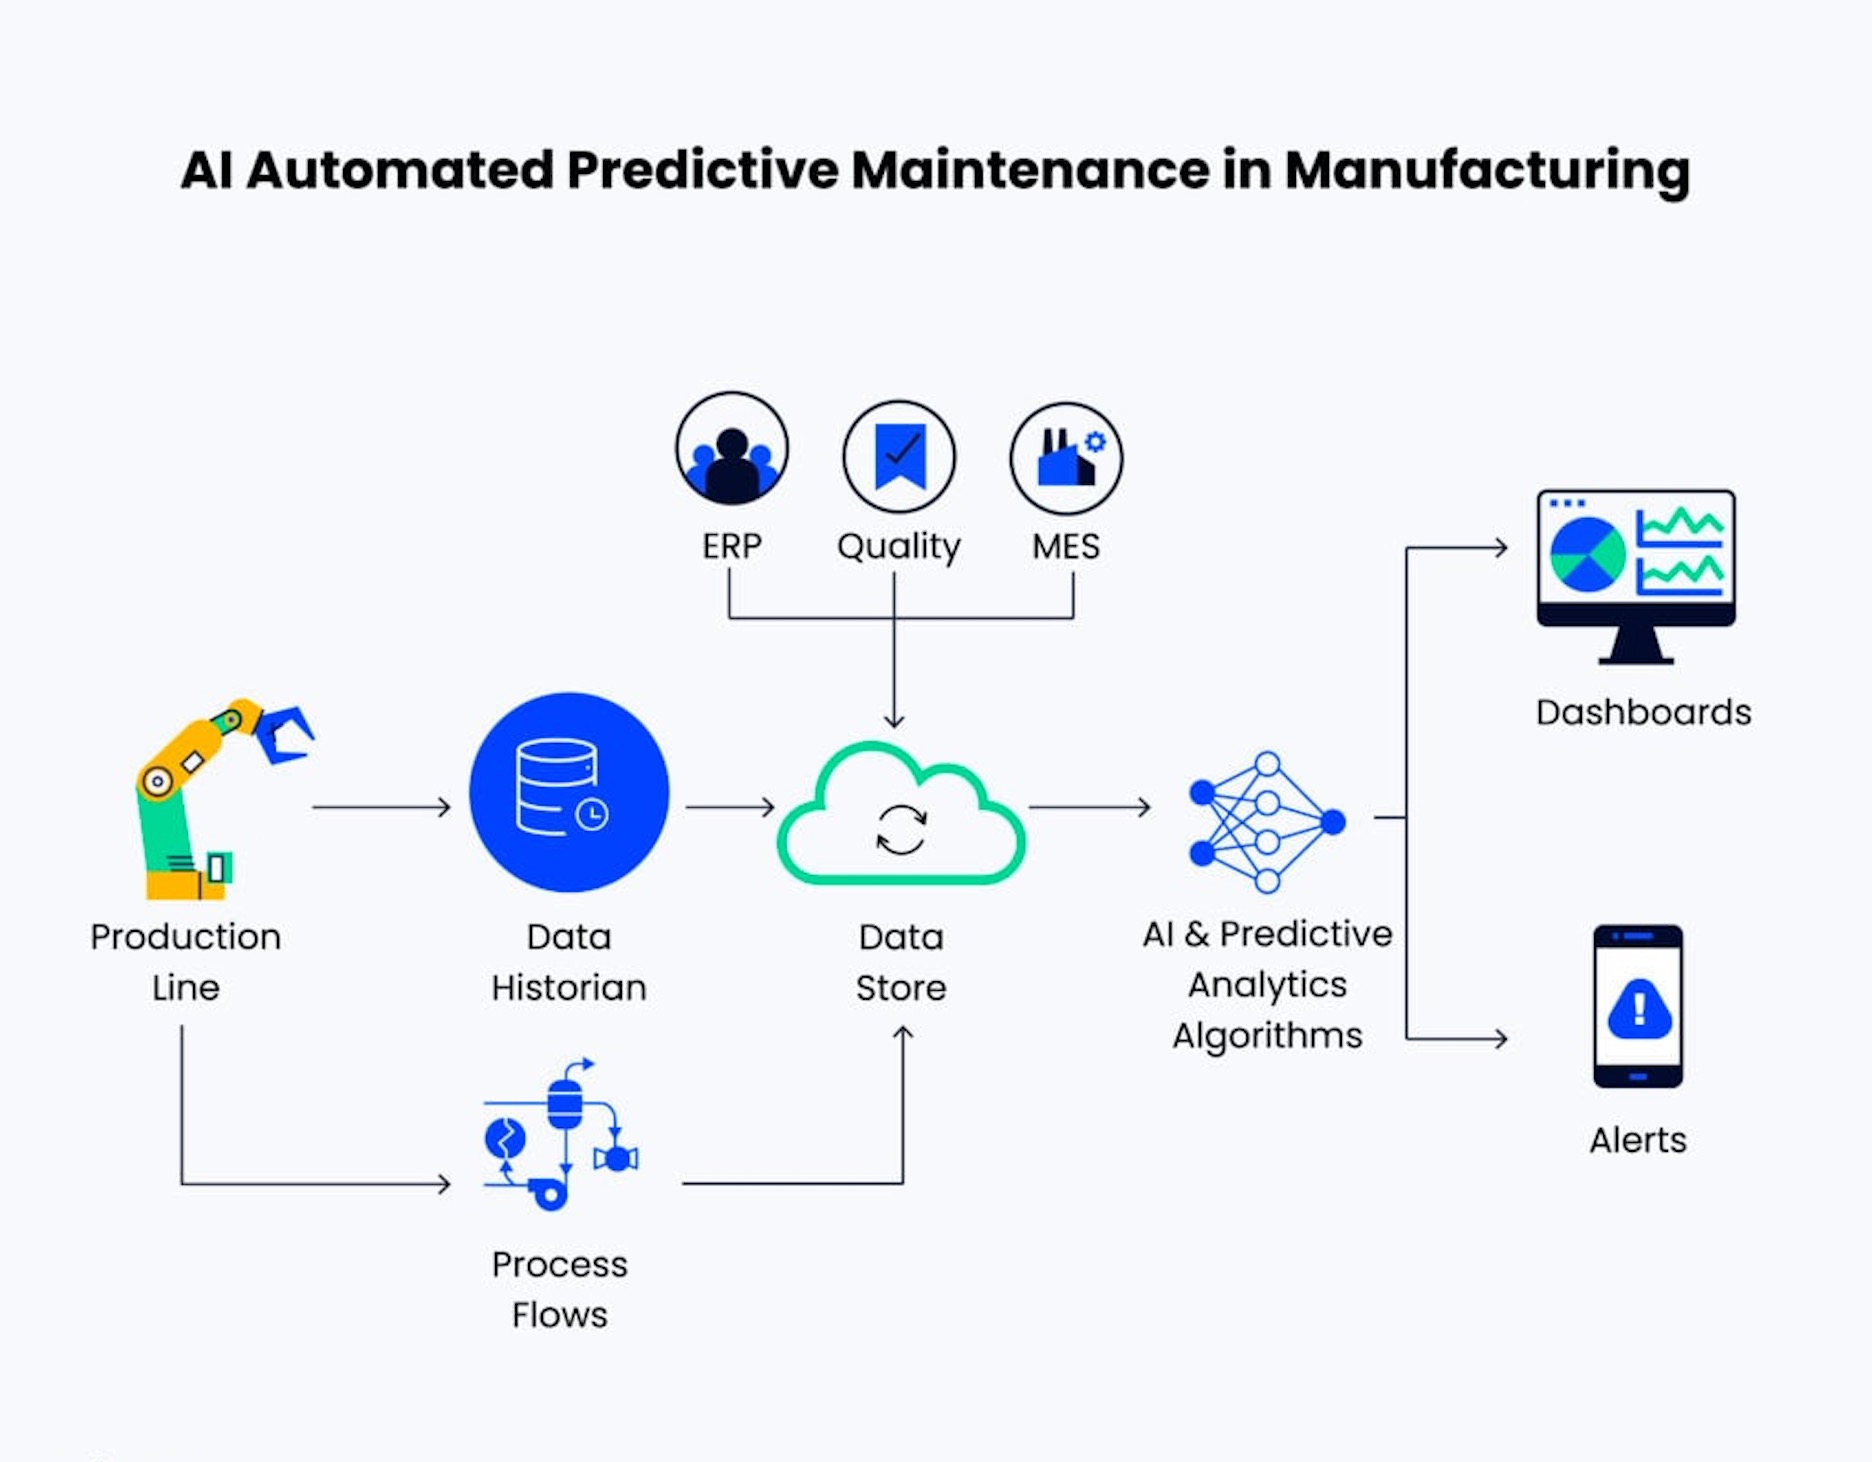 AI Automated Predictive Maintenance in Manufacturing
ERP
Quality
MES
Dashboards
Production
Line
Data
Historian
Data
Store
AI & Predictive
Analytics
Algorithms
!
Alerts
Process
Flows